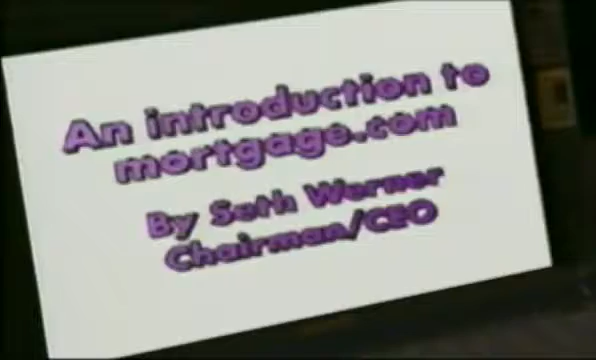 An introduction to
mortgage.com
By Seth Werner
Chairman/CEO